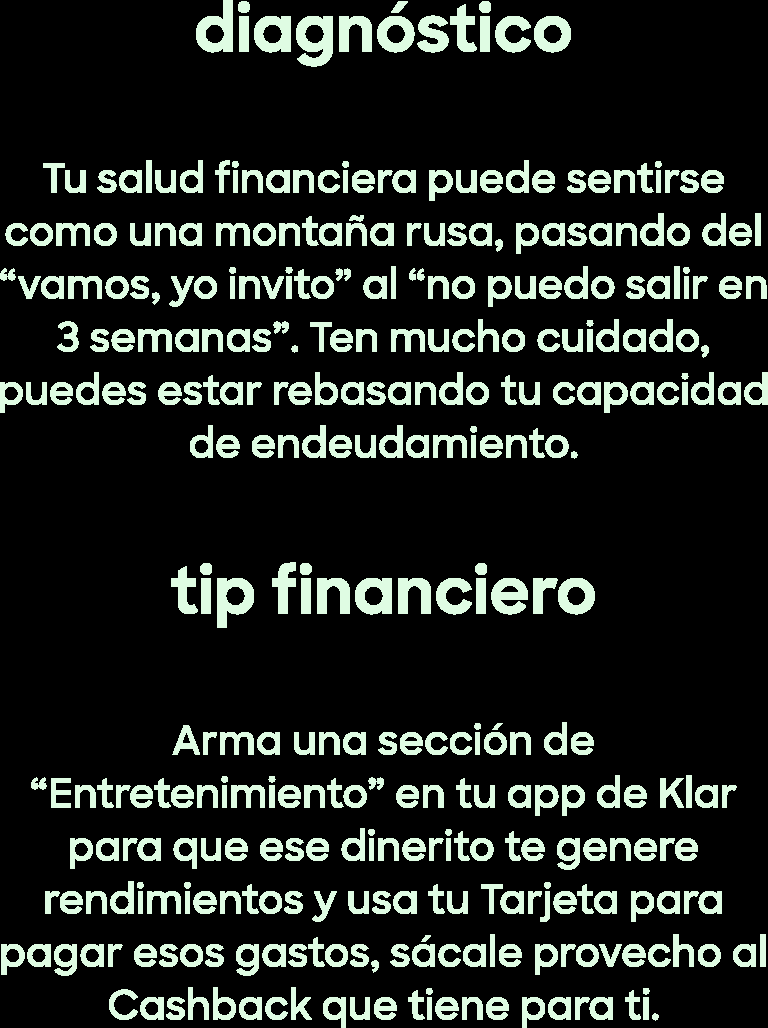 diagnóstico
Tu salud financiera puede sentirse
como una montaña rusa, pasando del
“vamos, yo invito” al “no puedo salir en
3 semanas”. Ten mucho cuidado,
puedes estar rebasando tu capacidad
de endeudamiento.
tip financiero
Arma una sección de
“Entretenimiento” en tu app de Klar
para que ese dinerito te genere
rendimientos y usa tu Tarjeta para
pagar esos gastos, sácale provecho al
Cashback que tiene para ti.